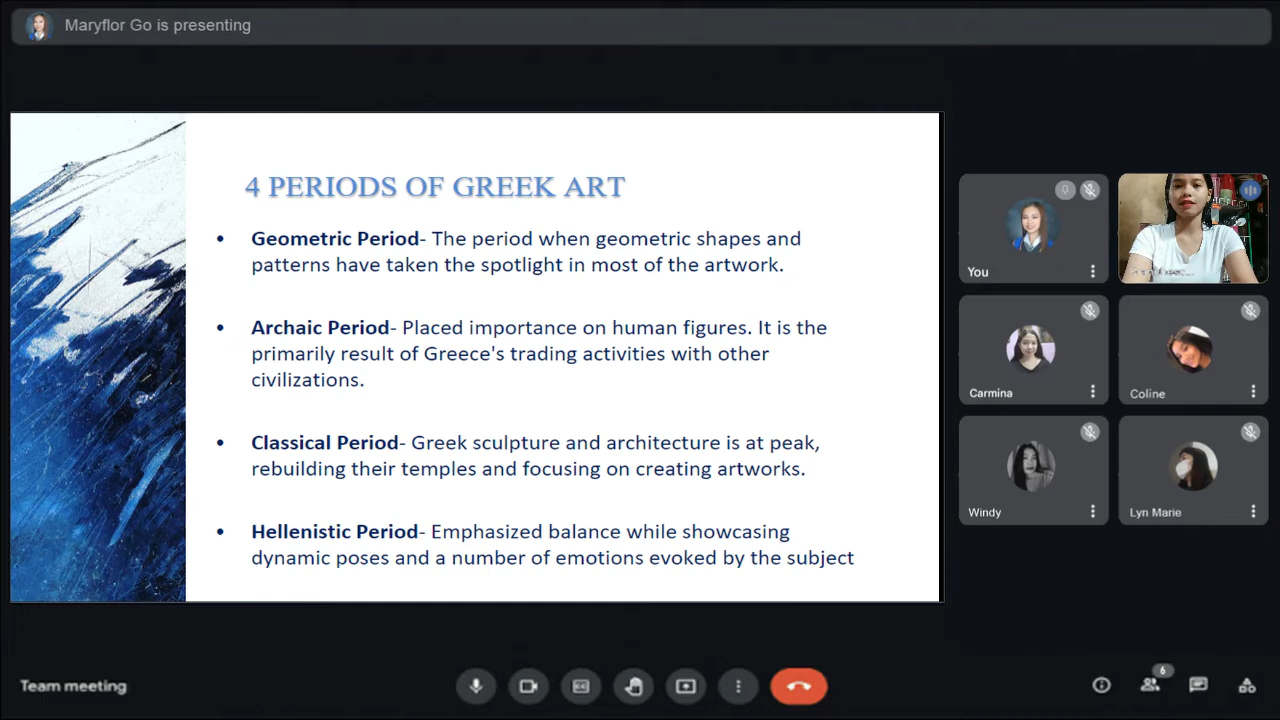 Maryflor Go is presenting
4 PERIODS OF GREEK ART
• Geometric Period- The period when geometric shapes and
patterns have taken the spotlight in most of the artwork.
• Archaic Period- Placed importance on human figures. It is the
primarily result of Greece's trading activities with other
civilizations.
• Classical Period- Greek sculpture and architecture is at peak,
rebuilding their temples and focusing on creating artworks.
• Hellenistic Period- Emphasized balance while showcasing
dynamic poses and a number of emotions evoked by the subject
You
Carmina
Coline
Windy
Lyn Marie
Team meeting
6